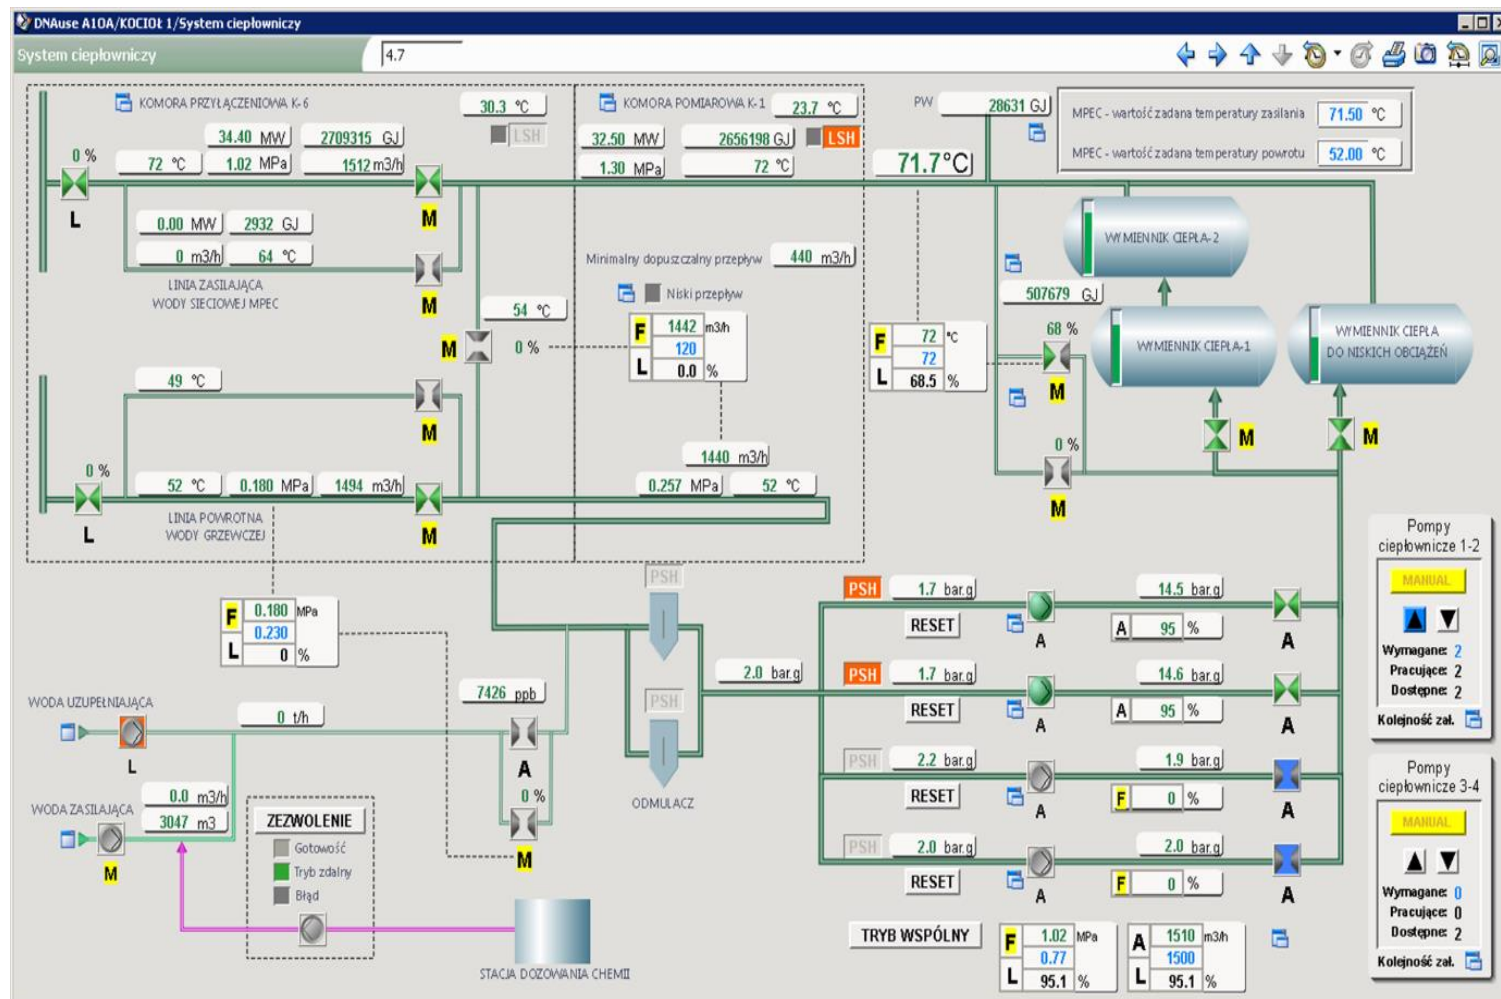 DNAuse A10A/KOCIOŁ 1/System ciepłowniczy
System ciepłowniczy
4.7
KOMORA PRZYŁĄCZENIOWA K-6
30.3 °C
LSH
KOMORA POMIAROWA K-1
23.7 °C
PW
28631 GJ
MPEC - wartość zadana temperatury zasilania
71.50 °C
MPEC - wartość zadana temperatury powrotu
52.00 °C
34.40 MW
2709315 GJ
0 %
72 °C
1.02 MPa
1512 m3/h
L
M
32.50 MW
2656198 GJ
LSH
1.30 MPa
72 °C
71.7°C
0.00 MW
2932 GJ
0 m3/h
64 °C
M
LINIA ZASILAJĄCA
WODY SIECIOWEJ MPEC
Minimalny dopuszczalny przepływ
440 m3/h
Niski przepływ
54 °C
M
0 %
F
1442 m3/h
120
L
0.0 %
WYMIENNIK CIEPŁA-2
507679 GJ
68 %
M
F
72 °C
72
L
68.5 %
WYMIENNIK CIEPŁA-1
WYMIENNIK CIEPŁA
DO NISKICH OBCIĄŻEŃ
M
M
0 %
M
49 °C
M
0 %
52 °C
0.180 MPa
1494 m3/h
L
M
LINIA POWROTNA
WODY GRZEWCZEJ
1440 m3/h
0.257 MPa
52 °C
F
0.180 MPa
0.230
L
0 %
PSH
PSH
ODMULACZ
2.0 bar.g
WODA UZUPEŁNIAJĄCA
L
0 t/h
7426 ppb
A
0 %
M
WODA ZASILAJĄCA
0.0 m3/h
3047 m3
M
ZEZWOLENIE
Gotowość
Tryb zdalny
Błąd
STACJA DOZOWANIA CHEMII
PSH
1.7 bar.g
RESET
A
14.5 bar.g
A
95 %
A
PSH
1.7 bar.g
RESET
A
14.6 bar.g
A
95 %
A
PSH
2.2 bar.g
RESET
A
1.9 bar.g
F
0 %
A
PSH
2.0 bar.g
RESET
A
2.0 bar.g
F
0 %
A
TRYB WSPÓLNY
F
1.02 MPa
0.77
L
95.1 %
A
1510 m3/h
1500
L
95.1 %
Pompy
ciepłownicze 1-2
MANUAL
Wymagane: 2
Pracujące: 2
Dostępne: 2
Kolejność zał.
Pompy
ciepłownicze 3-4
MANUAL
Wymagane: 0
Pracujące: 0
Dostępne: 2
Kolejność zał.